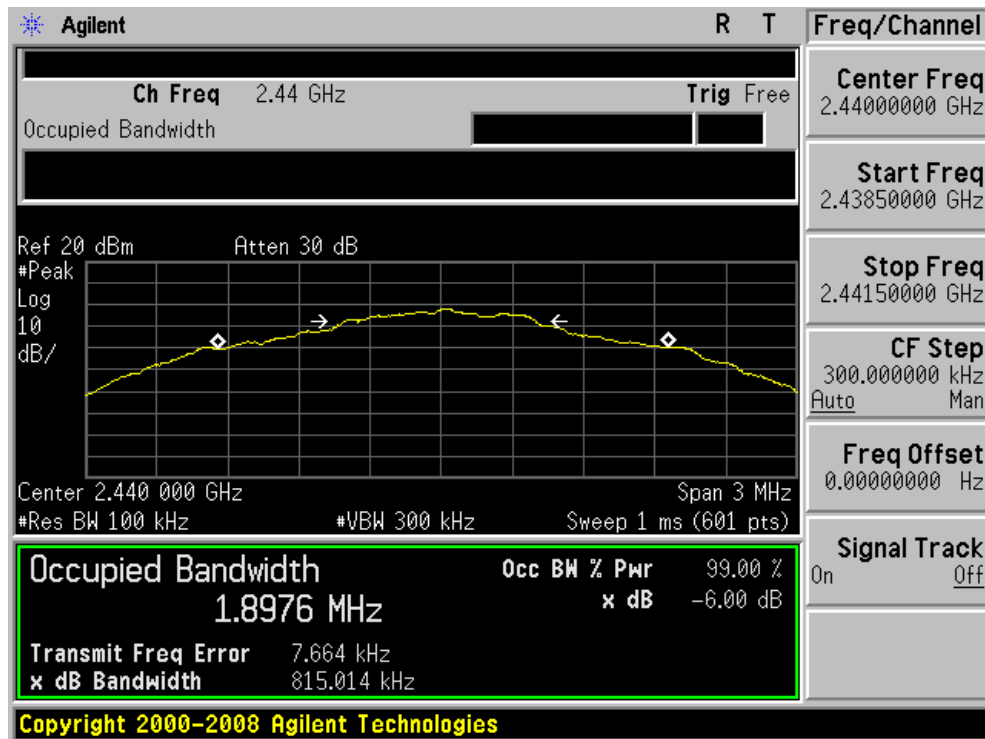 Agilent R T
Ch Freq 2.44 GHz Trig Free
Occupied Bandwidth
Ref 20 dBm Atten 30 dB
#Peak
Log
10
dB/
Center 2.440 000 GHz Span 3 MHz
#Res BW 100 kHz #VBW 300 kHz Sweep 1 ms (601 pts)
Occupied Bandwidth
1.8976 MHz
Occ BW % Pwr 99.00 %
x dB -6.00 dB
Transmit Freq Error 7.664 kHz
x dB Bandwidth 815.014 kHz
Copyright 2000-2008 Agilent Technologies
Freq/Channel
Center Freq
2.44000000 GHz
Start Freq
2.43850000 GHz
Stop Freq
2.44150000 GHz
CF Step
300.000000 kHz
Auto Man
Freq Offset
0.00000000 Hz
Signal Track
On Off